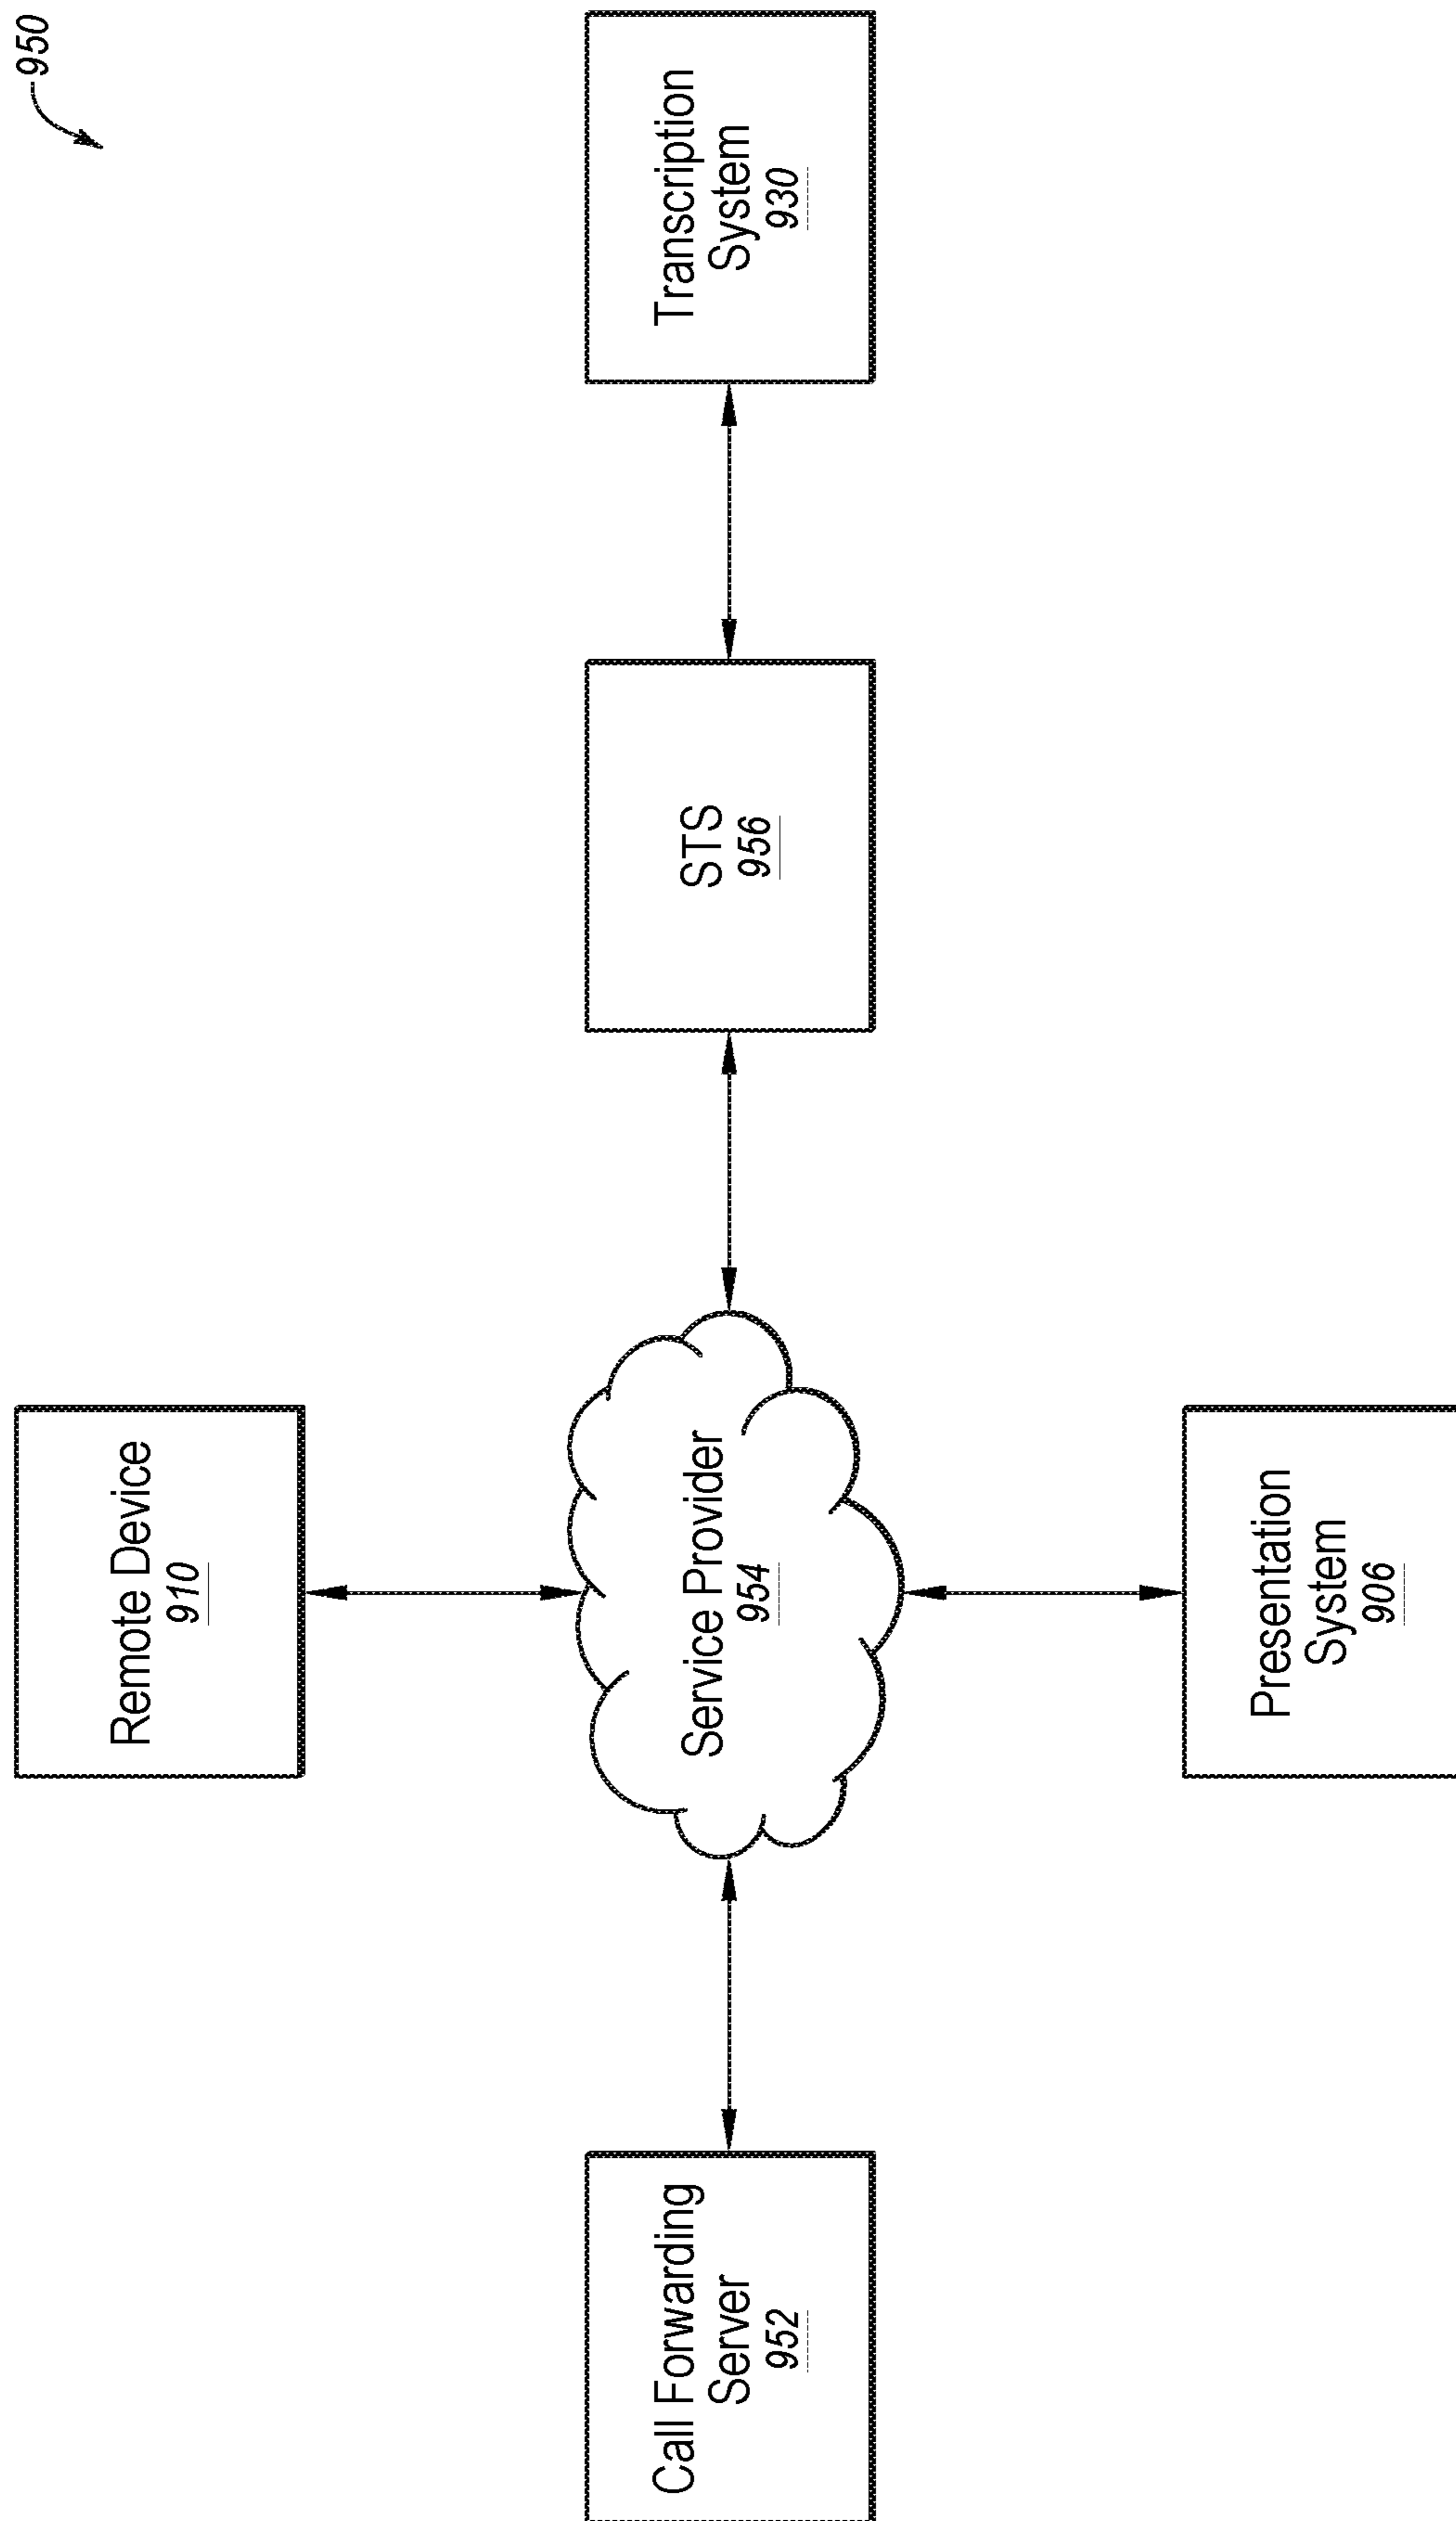 950
Remote Device
910
Call Forwarding
Server
952
Service Provider
954
STS
956
Transcription
System
930
Presentation
System
906